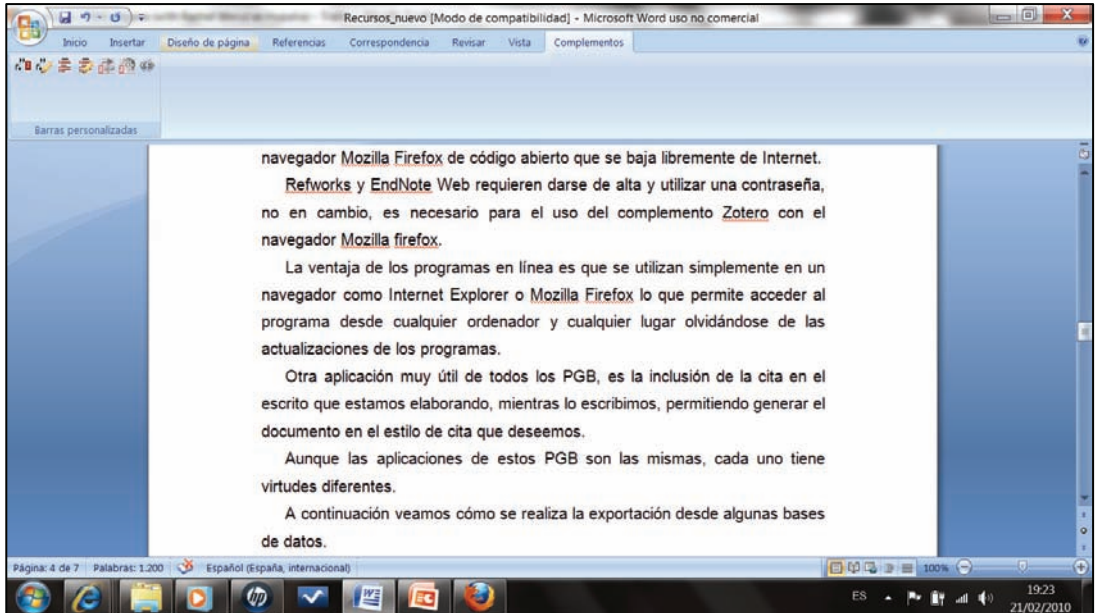 Recursos_nuevo [Modo de compatibilidad] - Microsoft Word uso no comercial
Inicio Insertar Diseño de página Referencias Correspondencia Revisar Vista Complementos
Barras personalizadas
navegador Mozilla Firefox de código abierto que se baja libremente de Internet.
Refworks y EndNote Web requieren darse de alta y utilizar una contraseña,
no en cambio, es necesario para el uso del complemento Zotero con el
navegador Mozilla firefox.
La ventaja de los programas en línea es que se utilizan simplemente en un
navegador como Internet Explorer o Mozilla Firefox lo que permite acceder al
programa desde cualquier ordenador y cualquier lugar olvidándose de las
actualizaciones de los programas.
Otra aplicación muy útil de todos los PGB, es la inclusión de la cita en el
escrito que estamos elaborando, mientras lo escribimos, permitiendo generar el
documento en el estilo de cita que deseemos.
Aunque las aplicaciones de estos PGB son las mismas, cada uno tiene
virtudes diferentes.
A continuación veamos cómo se realiza la exportación desde algunas bases
de datos.
Página: 4 de 7 Palabras: 1.200 Español (España, internacional) 100%
ES 19:23
21/02/2010